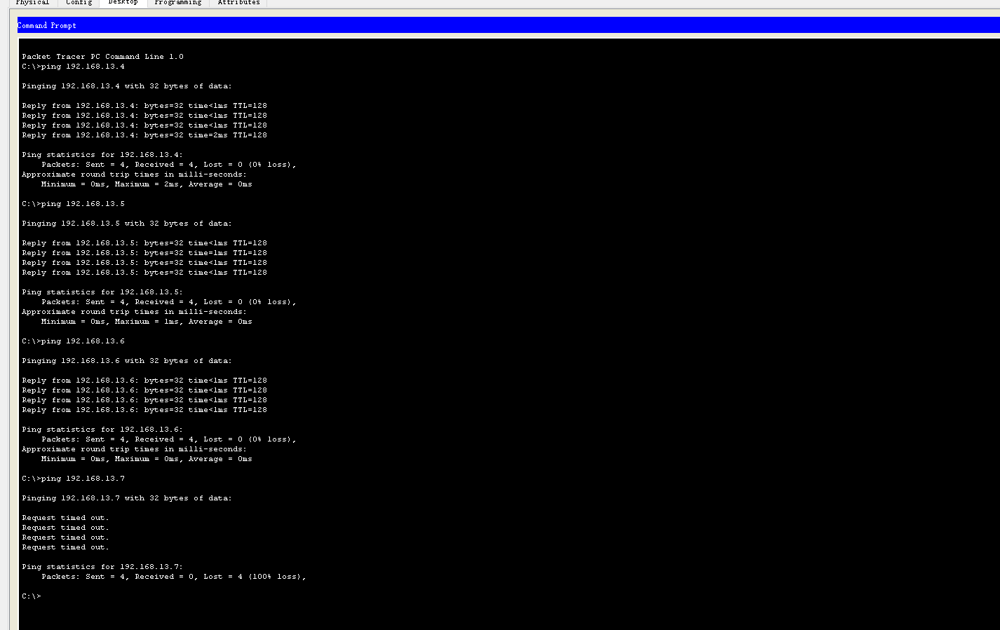 Physical Config Desktop Programming Attributes
Command Prompt
Packet Tracer PC Command Line 1.0
C:\>ping 192.168.13.4
Pinging 192.168.13.4 with 32 bytes of data:
Reply from 192.168.13.4: bytes=32 time<1ms TTL=128
Reply from 192.168.13.4: bytes=32 time<1ms TTL=128
Reply from 192.168.13.4: bytes=32 time<1ms TTL=128
Reply from 192.168.13.4: bytes=32 time=2ms TTL=128
Ping statistics for 192.168.13.4:
    Packets: Sent = 4, Received = 4, Lost = 0 (0% loss),
Approximate round trip times in milli-seconds:
    Minimum = 0ms, Maximum = 2ms, Average = 0ms
C:\>ping 192.168.13.5
Pinging 192.168.13.5 with 32 bytes of data:
Reply from 192.168.13.5: bytes=32 time<1ms TTL=128
Reply from 192.168.13.5: bytes=32 time=1ms TTL=128
Reply from 192.168.13.5: bytes=32 time<1ms TTL=128
Reply from 192.168.13.5: bytes=32 time<1ms TTL=128
Ping statistics for 192.168.13.5:
    Packets: Sent = 4, Received = 4, Lost = 0 (0% loss),
Approximate round trip times in milli-seconds:
    Minimum = 0ms, Maximum = 1ms, Average = 0ms
C:\>ping 192.168.13.6
Pinging 192.168.13.6 with 32 bytes of data:
Reply from 192.168.13.6: bytes=32 time<1ms TTL=128
Reply from 192.168.13.6: bytes=32 time<1ms TTL=128
Reply from 192.168.13.6: bytes=32 time<1ms TTL=128
Reply from 192.168.13.6: bytes=32 time<1ms TTL=128
Ping statistics for 192.168.13.6:
    Packets: Sent = 4, Received = 4, Lost = 0 (0% loss),
Approximate round trip times in milli-seconds:
    Minimum = 0ms, Maximum = 0ms, Average = 0ms
C:\>ping 192.168.13.7
Pinging 192.168.13.7 with 32 bytes of data:
Request timed out.
Request timed out.
Request timed out.
Request timed out.
Ping statistics for 192.168.13.7:
    Packets: Sent = 4, Received = 0, Lost = 4 (100% loss),
C:\>